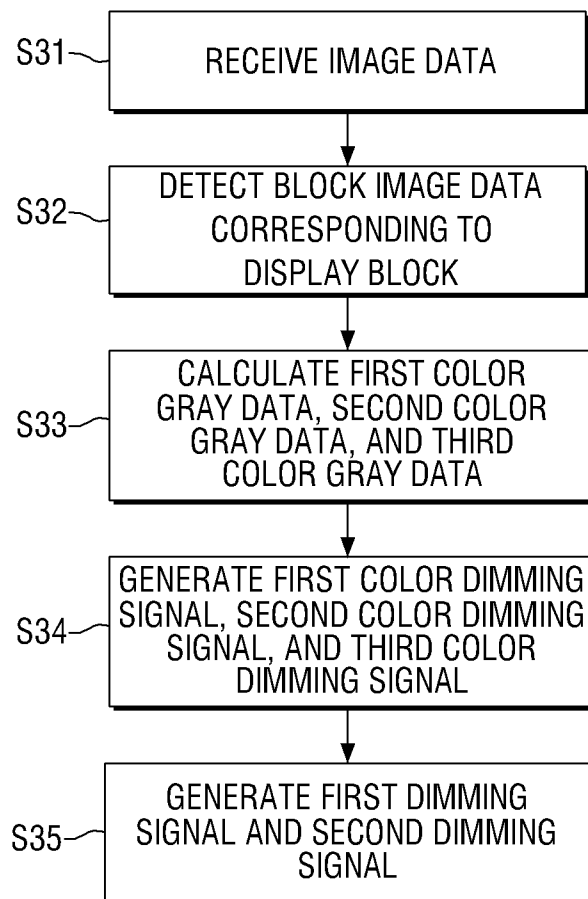 S31
RECEIVE IMAGE DATA
S32
DETECT BLOCK IMAGE DATA
CORRESPONDING TO
DISPLAY BLOCK
S33
CALCULATE FIRST COLOR
GRAY DATA, SECOND COLOR
GRAY DATA, AND THIRD
COLOR GRAY DATA
S34
GENERATE FIRST COLOR DIMMING
SIGNAL, SECOND COLOR DIMMING
SIGNAL, AND THIRD COLOR
DIMMING SIGNAL
S35
GENERATE FIRST DIMMING
SIGNAL AND SECOND DIMMING
SIGNAL